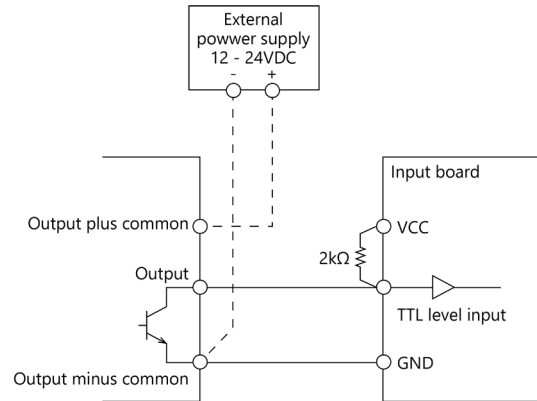 External
powwer supply
12 - 24VDC
- +
Input board
Output plus common
VCC
2kΩ
Output
TTL level input
GND
Output minus common